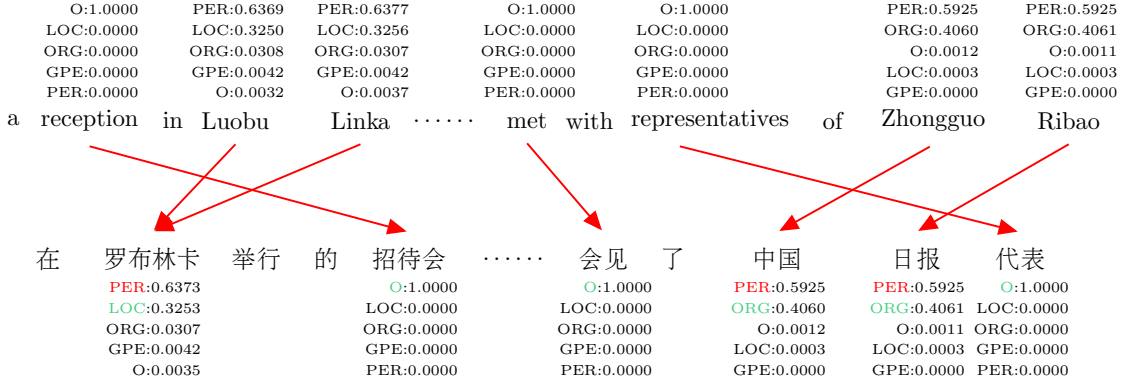 O:1.0000 PER:0.6369 PER:0.6377 O:1.0000 O:1.0000 PER:0.5925 PER:0.5925
LOC:0.0000 LOC:0.3250 LOC:0.3256 LOC:0.0000 LOC:0.0000 ORG:0.4060 ORG:0.4061
ORG:0.0000 ORG:0.0308 ORG:0.0307 ORG:0.0000 ORG:0.0000 O:0.0012 O:0.0011
GPE:0.0000 GPE:0.0042 GPE:0.0042 GPE:0.0000 GPE:0.0000 LOC:0.0003 LOC:0.0003
PER:0.0000 O:0.0032 O:0.0037 PER:0.0000 PER:0.0000 GPE:0.0000 GPE:0.0000
a reception in Luobu Linka ······ met with representatives of Zhongguo Ribao
在 罗布林卡 举行 的 招待会 ······ 会见 了 中国 日报 代表
PER:0.6373 O:1.0000 O:1.0000 PER:0.5925 PER:0.5925 O:1.0000
LOC:0.3253 LOC:0.0000 LOC:0.0000 ORG:0.4060 ORG:0.4061 LOC:0.0000
ORG:0.0307 ORG:0.0000 ORG:0.0000 O:0.0012 O:0.0011 ORG:0.0000
GPE:0.0042 GPE:0.0000 GPE:0.0000 LOC:0.0003 LOC:0.0003 GPE:0.0000
O:0.0035 PER:0.0000 PER:0.0000 GPE:0.0000 GPE:0.0000 PER:0.0000